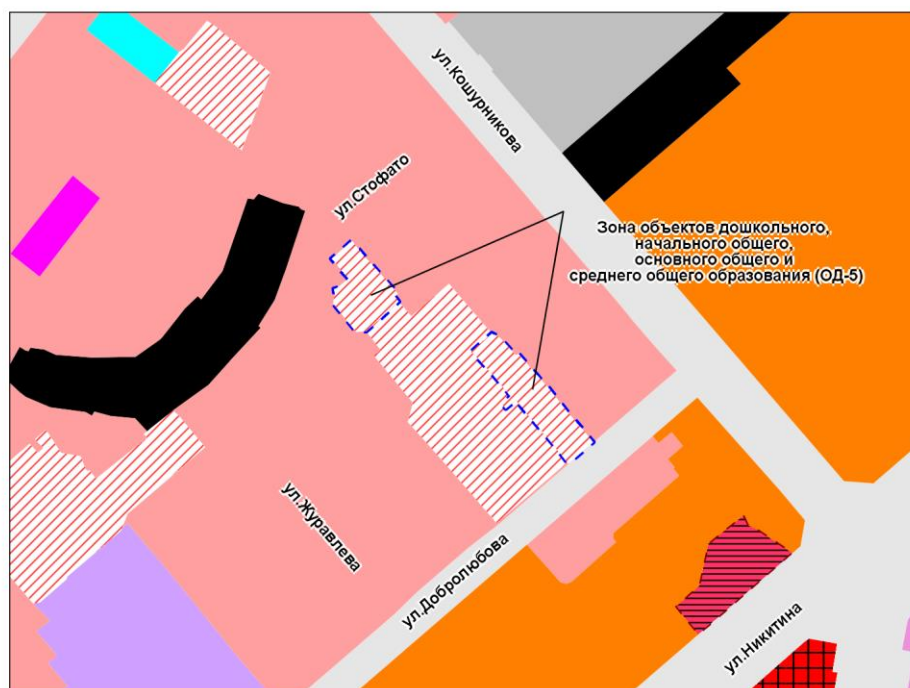 ул.Кошурникова
ул.Стофато
Зона объектов дошкольного,
начального общего,
основного общего и
среднего общего образования (ОД-5)
ул.Журавлева
ул.Добролюбова
ул.Никитина